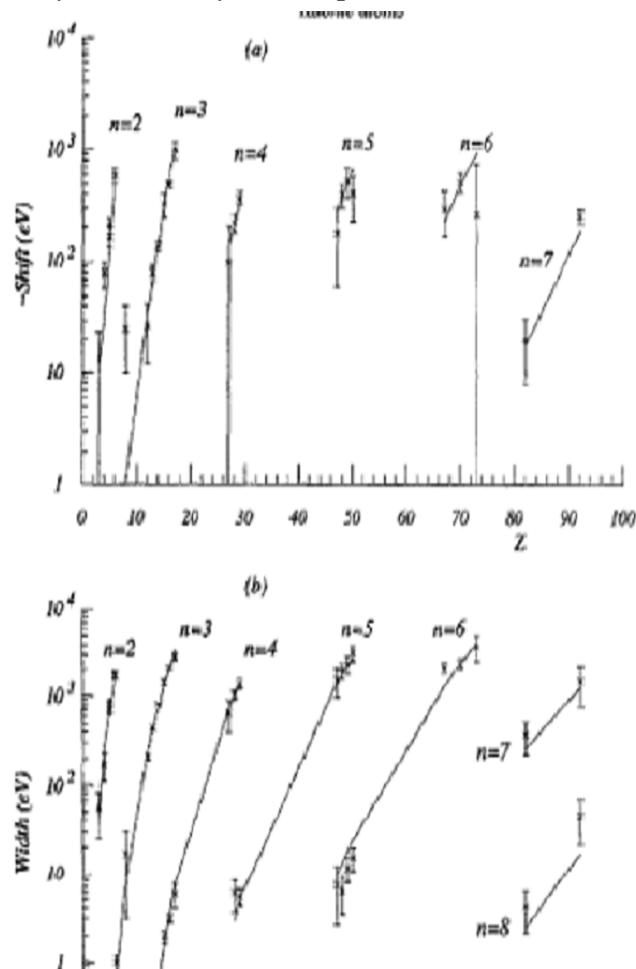 (a)
10⁴
n=2
n=3
10³
n=4
n=5
n=6
10²
n=7
-Shift (eV)
10
1
0 10 20 30 40 50 60 70 80 90 100
Z
(b)
10⁴
n=2
n=3
n=4
n=5
n=6
10³
n=7
10²
Width (eV)
10
n=8
1